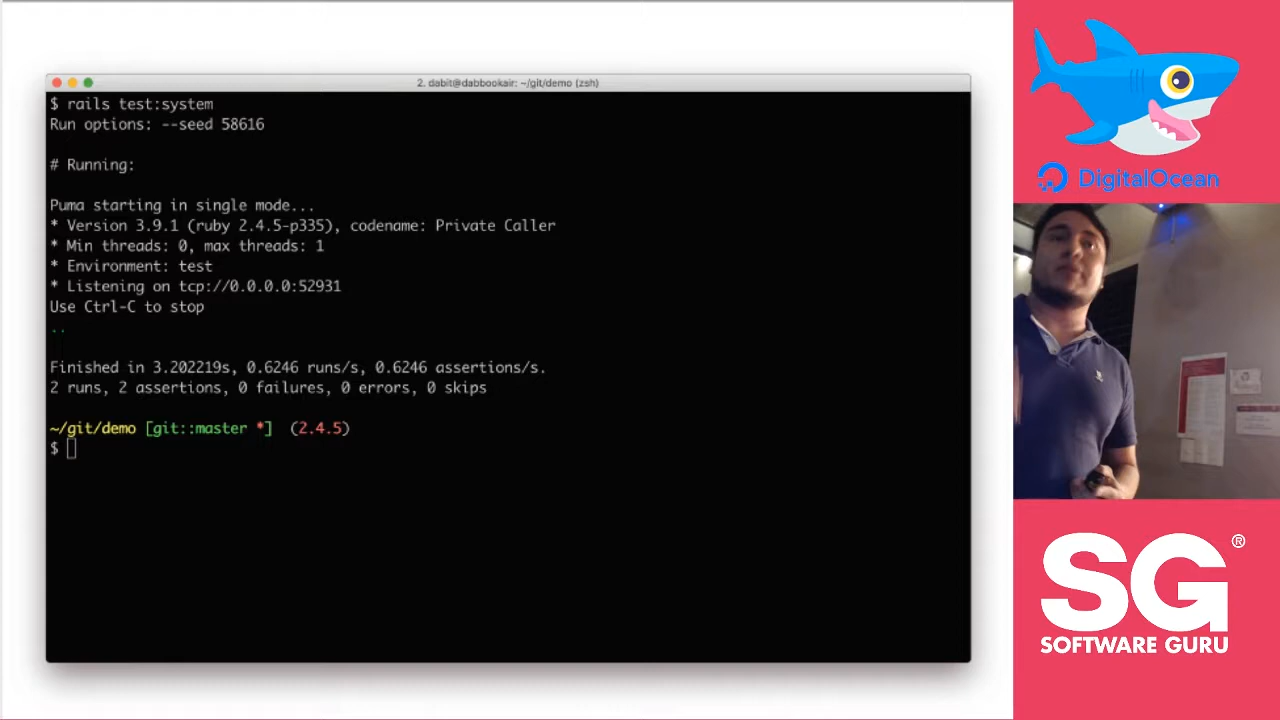 2. dabit@dabbookair: ~/git/demo (zsh)
$ rails test:system
Run options: --seed 58616
# Running:
Puma starting in single mode...
* Version 3.9.1 (ruby 2.4.5-p335), codename: Private Caller
* Min threads: 0, max threads: 1
* Environment: test
* Listening on tcp://0.0.0.0:52931
Use Ctrl-C to stop
..
Finished in 3.202219s, 0.6246 runs/s, 0.6246 assertions/s.
2 runs, 2 assertions, 0 failures, 0 errors, 0 skips
~/git/demo [git::master *] (2.4.5)
$
DigitalOcean
SG®
SOFTWARE GURU